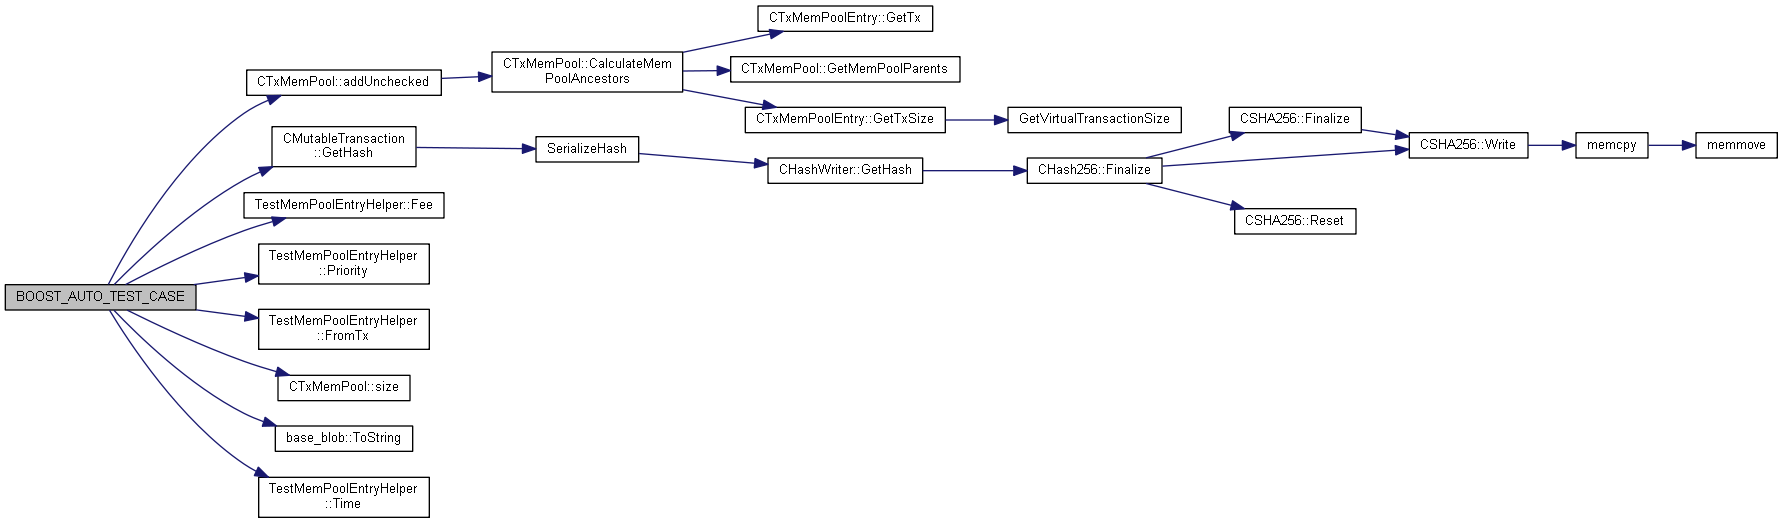 BOOST_AUTO_TEST_CASE
CTxMemPool::addUnchecked
CTxMemPool::CalculateMem
PoolAncestors
CTxMemPoolEntry::GetTx
CTxMemPool::GetMemPoolParents
CTxMemPoolEntry::GetTxSize
GetVirtualTransactionSize
CMutableTransaction
::GetHash
SerializeHash
CHashWriter::GetHash
CHash256::Finalize
CSHA256::Finalize
CSHA256::Write
memcpy
memmove
CSHA256::Reset
TestMemPoolEntryHelper::Fee
TestMemPoolEntryHelper
::Priority
TestMemPoolEntryHelper
::FromTx
CTxMemPool::size
base_blob::ToString
TestMemPoolEntryHelper
::Time